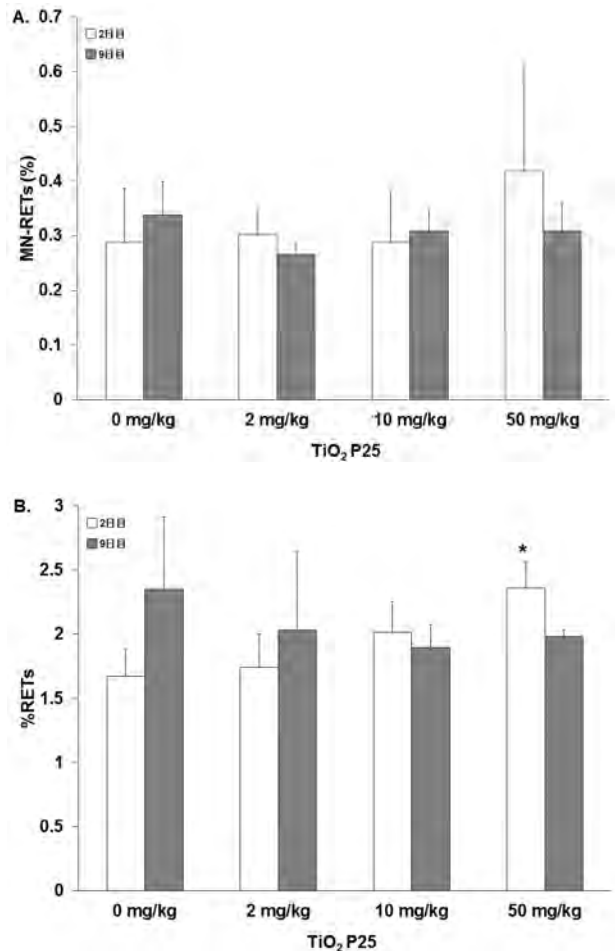 A.
0.7
0.6
0.5
0.4
0.3
0.2
0.1
0
MN-RETs (%)
2日目
9日目
0 mg/kg 2 mg/kg 10 mg/kg 50 mg/kg
TiO₂ P25
B.
3
2.5
2
1.5
1
0.5
0
%RETs
2日目
9日目
*
0 mg/kg 2 mg/kg 10 mg/kg 50 mg/kg
TiO₂ P25